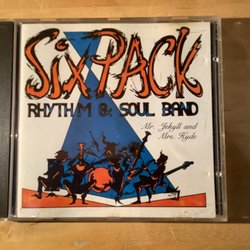 SixPACK
RHYTHM & SOUL BAND
Mr. Jekyll and
Mrs. Hyde